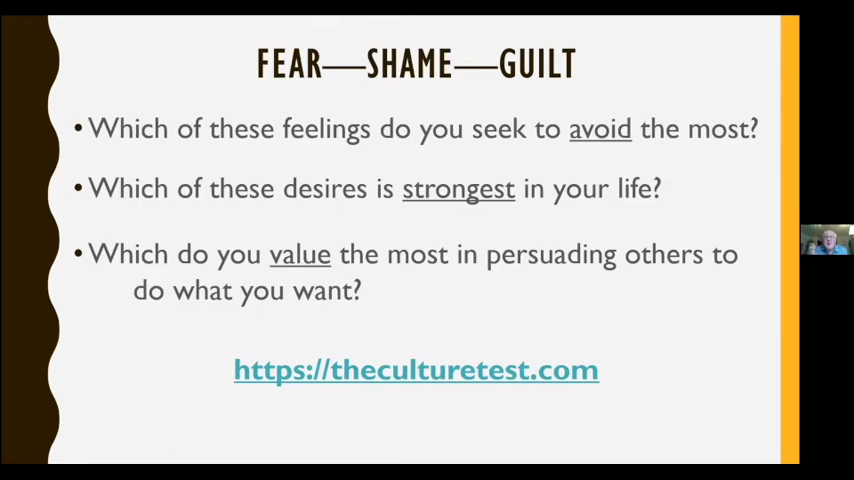 FEAR—SHAME—GUILT
• Which of these feelings do you seek to avoid the most?
• Which of these desires is strongest in your life?
• Which do you value the most in persuading others to
do what you want?
https://theculturetest.com